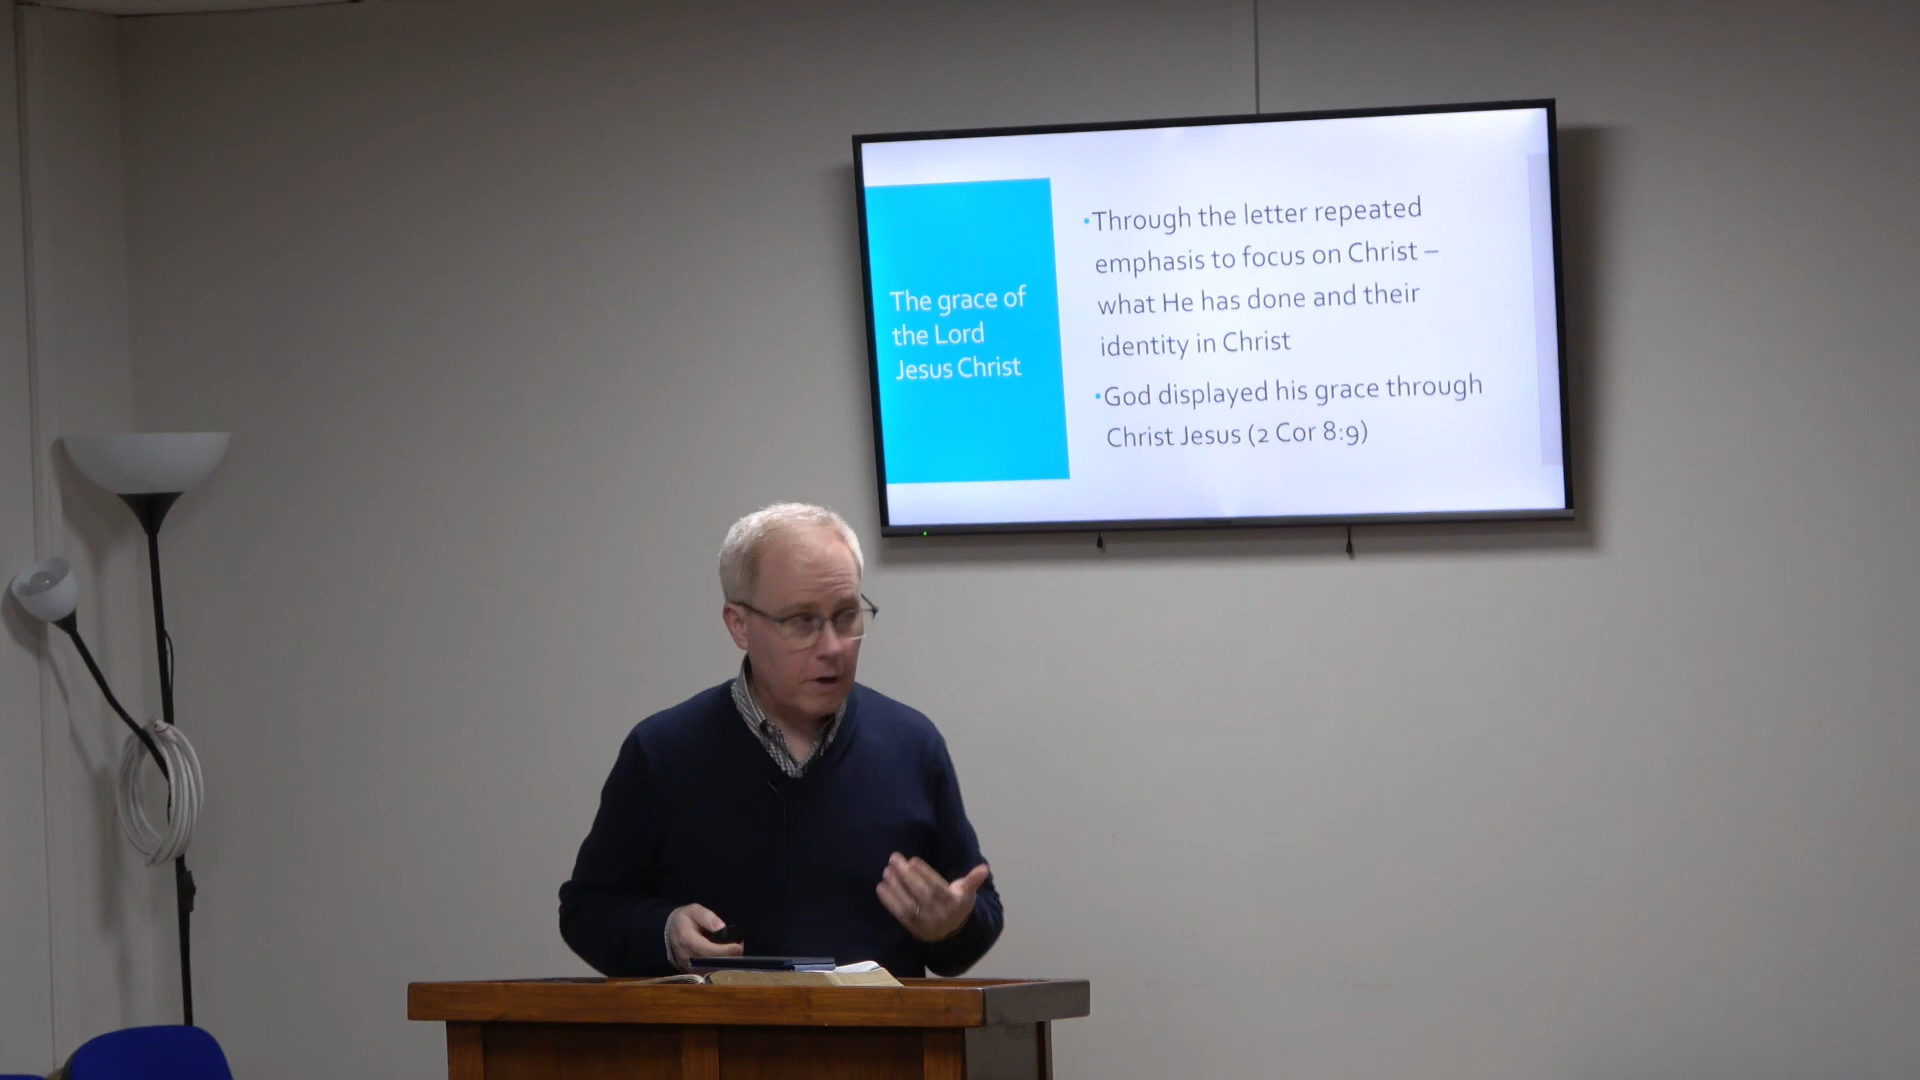 The grace of
the Lord
Jesus Christ
•Through the letter repeated
emphasis to focus on Christ –
what He has done and their
identity in Christ
•God displayed his grace through
Christ Jesus (2 Cor 8:9)